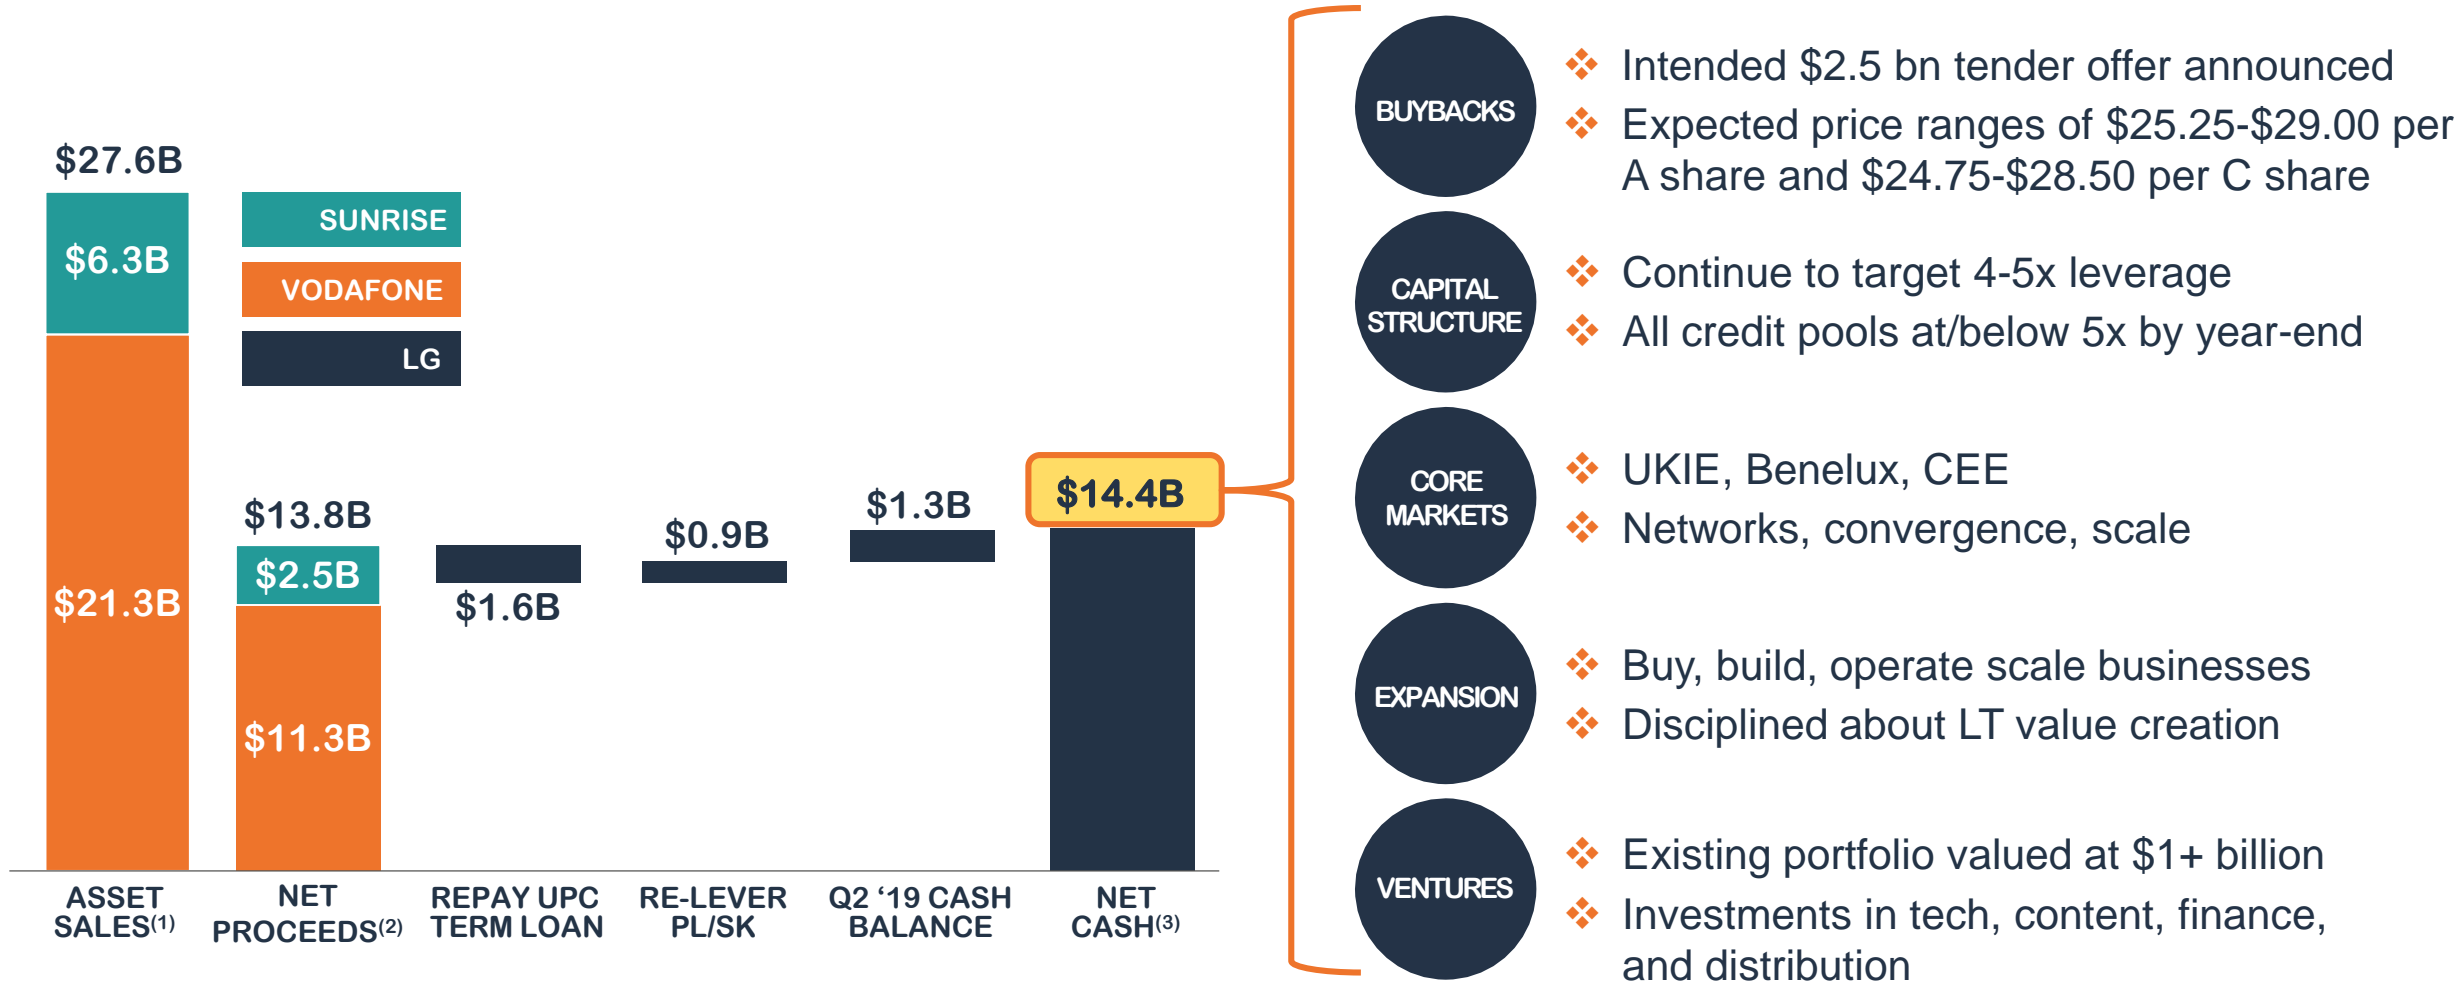 $27.6B
$6.3B
$21.3B
SUNRISE
VODAFONE
LG
$13.8B
$2.5B
$11.3B
$1.6B
$0.9B
$1.3B
$14.4B
ASSET
SALES(1)
NET
PROCEEDS(2)
REPAY UPC
TERM LOAN
RE-LEVER
PL/SK
Q2 ‘19 CASH
BALANCE
NET
CASH(3)
BUYBACKS
❖ Intended $2.5 bn tender offer announced
❖ Expected price ranges of $25.25-$29.00 per
A share and $24.75-$28.50 per C share
CAPITAL
STRUCTURE
❖ Continue to target 4-5x leverage
❖ All credit pools at/below 5x by year-end
CORE
MARKETS
❖ UKIE, Benelux, CEE
❖ Networks, convergence, scale
EXPANSION
❖ Buy, build, operate scale businesses
❖ Disciplined about LT value creation
VENTURES
❖ Existing portfolio valued at $1+ billion
❖ Investments in tech, content, finance,
and distribution